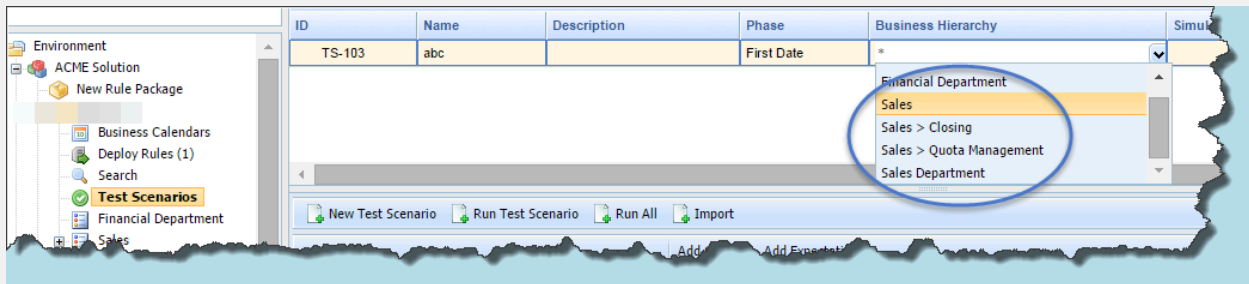 ID Name Description Phase Business Hierarchy
TS-103 abc First Date *
Environment
ACME Solution
New Rule Package
Business Calendars
Deploy Rules (1)
Search
Test Scenarios
Financial Department
Sales
Financial Department
Sales
Sales > Closing
Sales > Quota Management
Sales Department
New Test Scenario Run Test Scenario Run All Import
Add Add